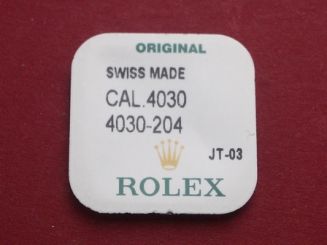 ORIGINAL
SWISS MADE
CAL.4030
4030-204
JT-03
ROLEX